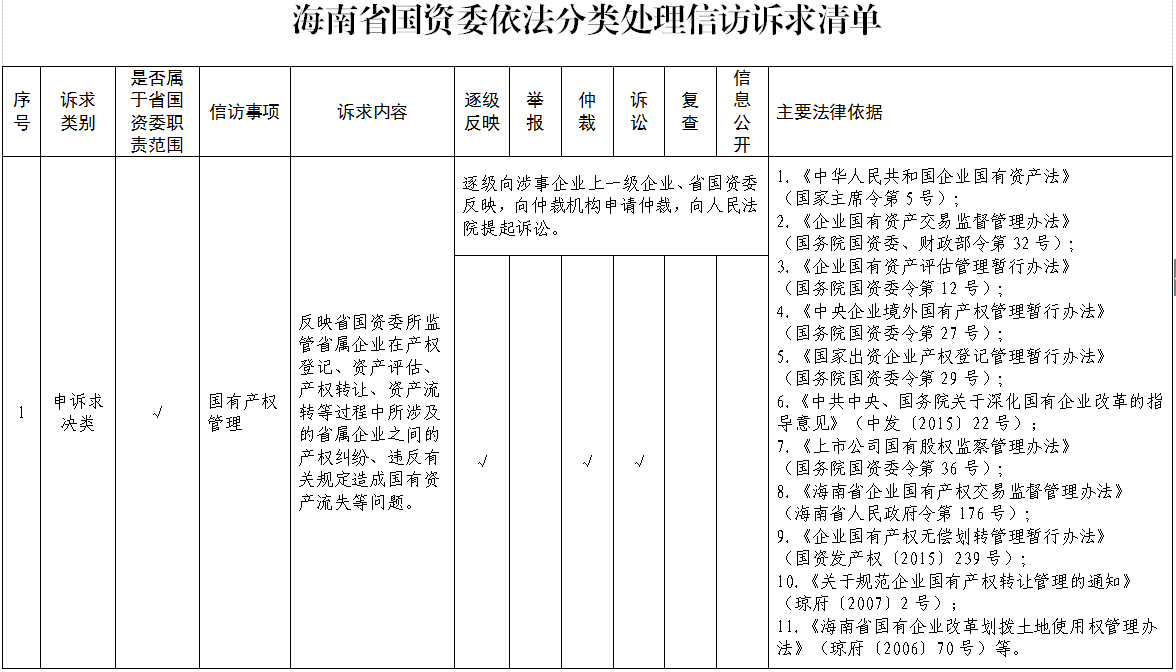 海南省国资委依法分类处理信访诉求清单
序
号
诉求
类别
是否属
于省国
资委职
责范围
信访事项
诉求内容
逐级
反映
举
报
仲
裁
诉
讼
复
查
信
息
公
开
主要法律依据
1
申诉求
决类
√
国有产权
管理
反映省国资委所监
管省属企业在产权
登记、资产评估、
产权转让、资产流
转等过程中所涉及
的省属企业之间的
产权纠纷、违反有
关规定造成国有资
产流失等问题。
逐级向涉事企业上一级企业、省国资委
反映，向仲裁机构申请仲裁，向人民法
院提起诉讼。
√
√
√
1.《中华人民共和国企业国有资产法》
（国家主席令第 5 号）；
2.《企业国有资产交易监督管理办法》
（国务院国资委、财政部令第 32 号）；
3.《企业国有资产评估管理暂行办法》
（国务院国资委令第 12 号）；
4.《中央企业境外国有产权管理暂行办法》
（国务院国资委令第 27 号）；
5.《国家出资企业产权登记管理暂行办法》
（国务院国资委令第 29 号）；
6.《中共中央、国务院关于深化国有企业改革的指
导意见》（中发〔2015〕22 号）；
7.《上市公司国有股权监察管理办法》
（国务院国资委令第 36 号）；
8.《海南省企业国有产权交易监督管理办法》
（海南省人民政府令第 176 号）；
9.《企业国有产权无偿划转管理暂行办法》
（国资发产权〔2015〕239 号）；
10.《关于规范企业国有产权转让管理的通知》
（琼府〔2007〕2 号）；
11.《海南省国有企业改革划拨土地使用权管理办
法》（琼府〔2006〕70 号）等。